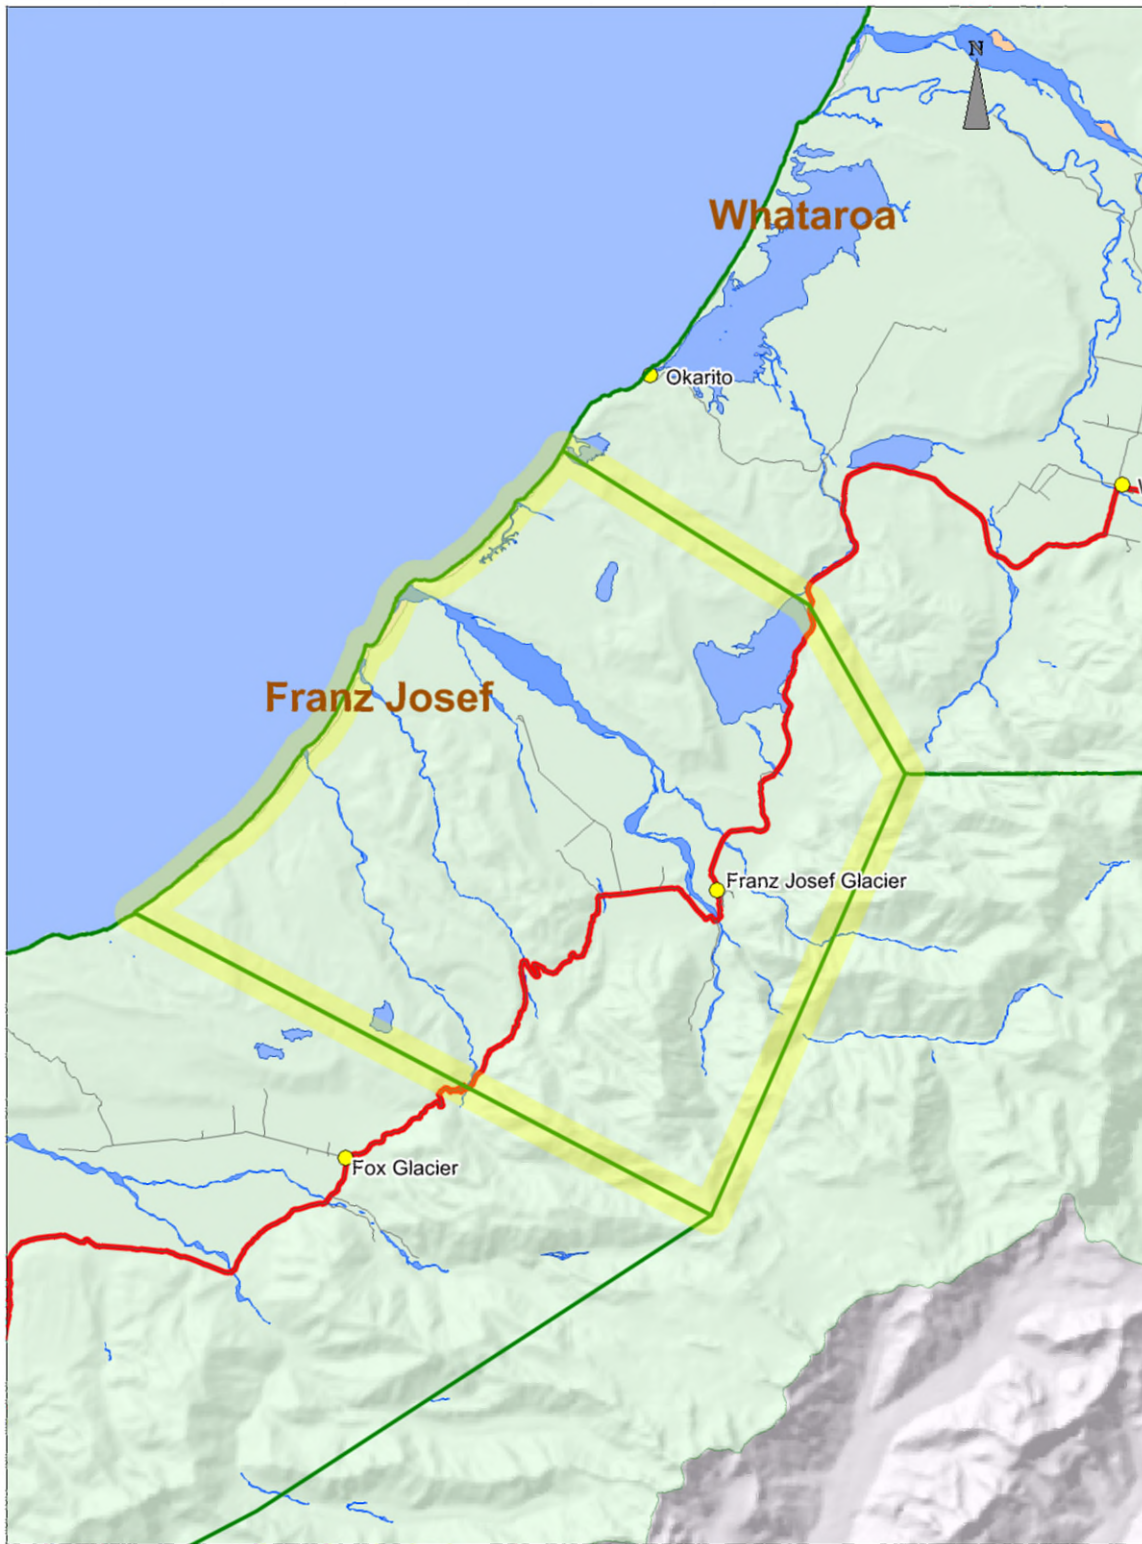 N
Whataroa
Okarito
Franz Josef
Franz Josef Glacier
Fox Glacier